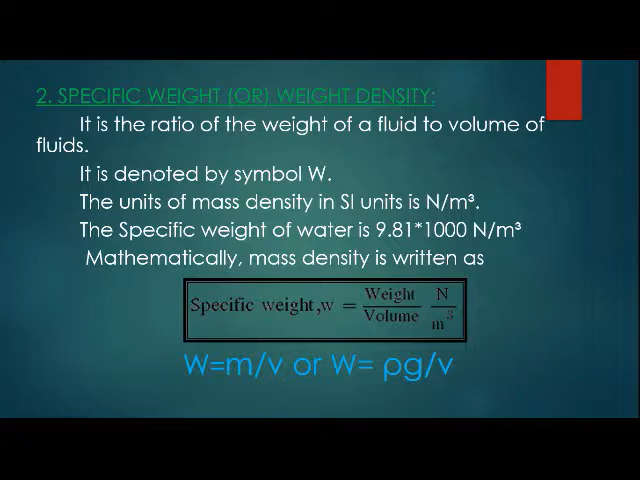 2. SPECIFIC WEIGHT (OR) WEIGHT DENSITY:
It is the ratio of the weight of a fluid to volume of
fluids.
It is denoted by symbol W.
The units of mass density in SI units is N/m³.
The Specific weight of water is 9.81*1000 N/m³
Mathematically, mass density is written as
Specific weight,w = Weight/Volume N/m³
W=m/v or W= ρg/v